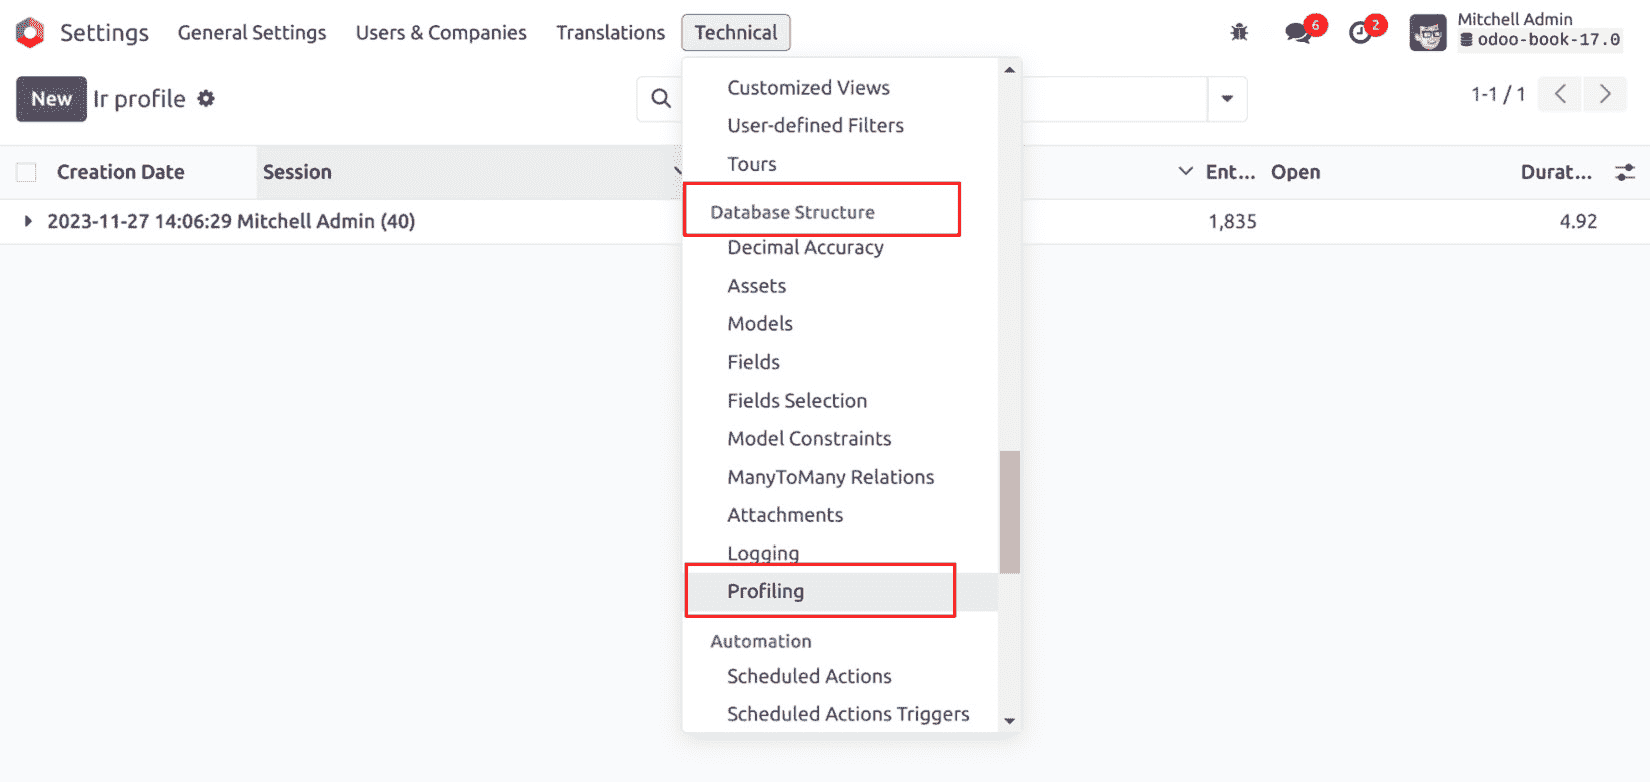 Settings General Settings Users & Companies Translations Technical 6 2 Mitchell Admin
odoo-book-17.0
New Ir profile 1-1 / 1
Customized Views
User-defined Filters
Tours
Creation Date Session Ent... Open Durat...
Database Structure
2023-11-27 14:06:29 Mitchell Admin (40) 1,835 4.92
Decimal Accuracy
Assets
Models
Fields
Fields Selection
Model Constraints
ManyToMany Relations
Attachments
Logging
Profiling
Automation
Scheduled Actions
Scheduled Actions Triggers